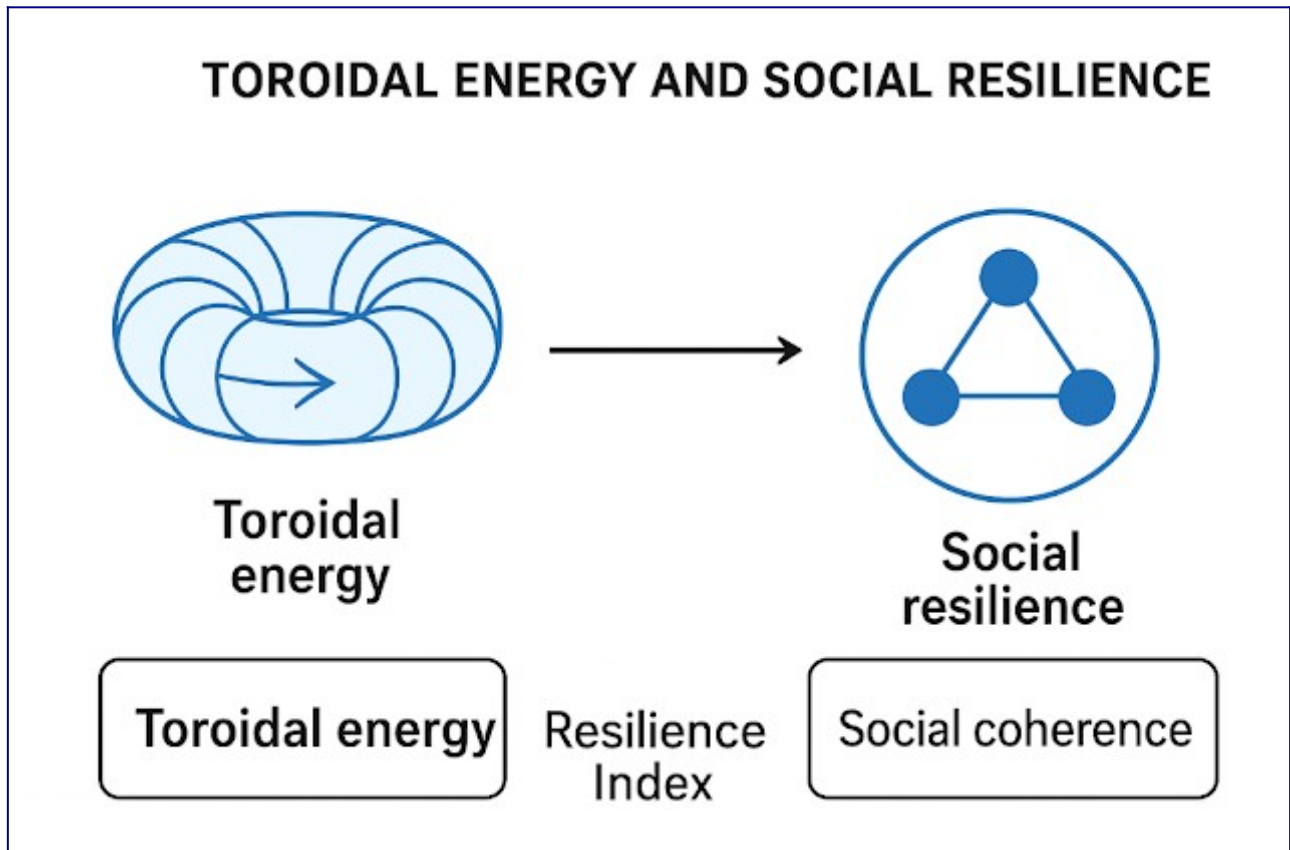 TOROIDAL ENERGY AND SOCIAL RESILIENCE
Toroidal
energy
Social
resilience
Toroidal energy
Resilience
Index
Social coherence